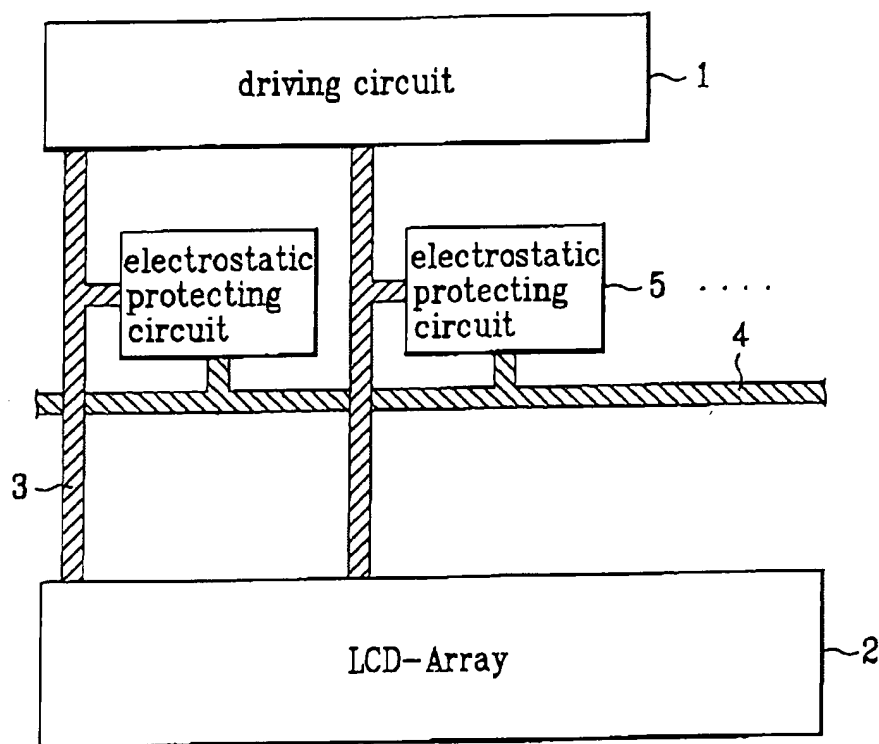 driving circuit
1
electrostatic
protecting
circuit
electrostatic
protecting
circuit
5
4
3
LCD-Array
2